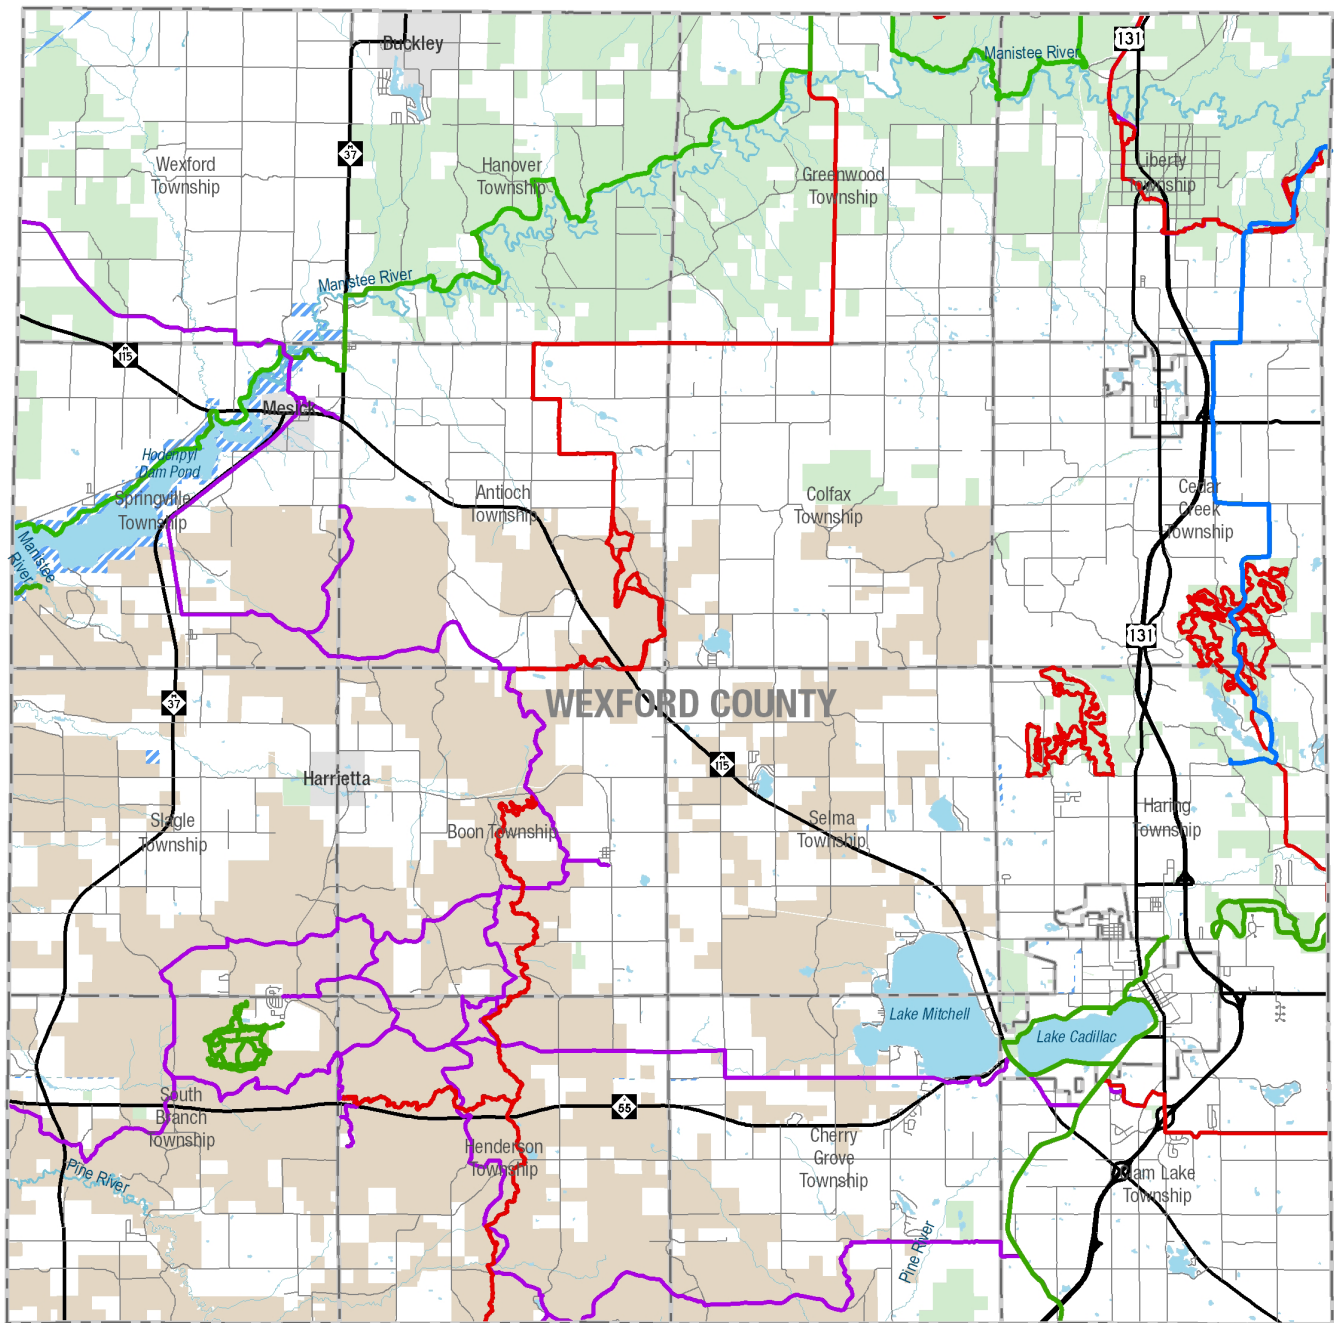 Buckley
131
Manistee River
37
Wexford
Township
Hanover
Township
Greenwood
Township
Liberty
Township
Manistee River
M
115
Mesick
Hodenpyl
Dam Pond
Springville
Township
Antioch
Township
Colfax
Township
Cedar
Creek
Township
Manistee
River
131
WEXFORD COUNTY
M
37
Harrietta
M
115
Slagle
Township
Boon Township
Selma
Township
Haring
Township
Lake Mitchell
Lake Cadillac
South
Branch
Township
55
Henderson
Township
Cherry
Grove
Township
Clam Lake
Township
Pine River
Pine River